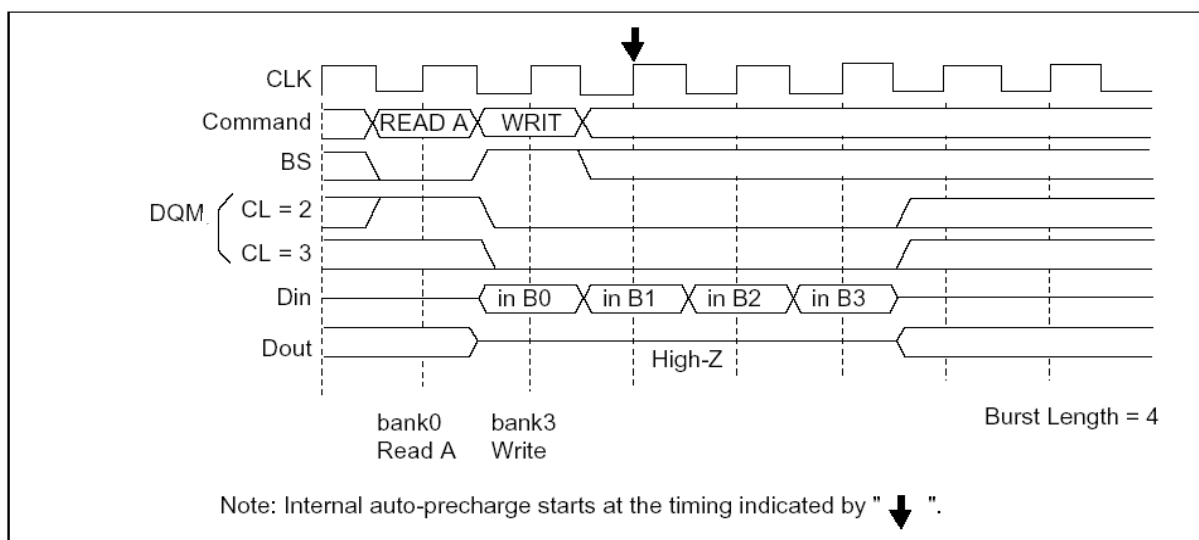 CLK
Command READ A WRIT
BS
DQM CL = 2
CL = 3
Din in B0 in B1 in B2 in B3
Dout High-Z
bank0 bank3 Burst Length = 4
Read A Write
Note: Internal auto-precharge starts at the timing indicated by " ".